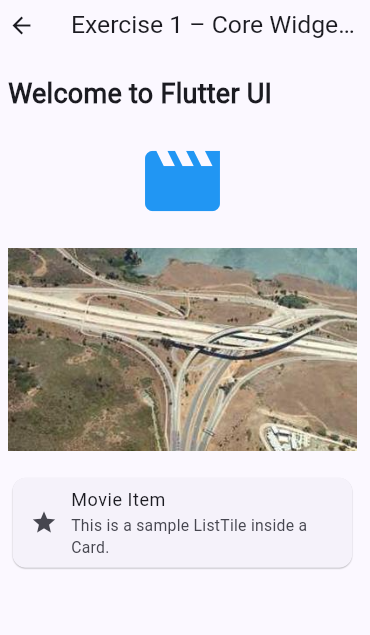 Exercise 1 – Core Widge...
Welcome to Flutter UI
Movie Item
This is a sample ListTile inside a
Card.